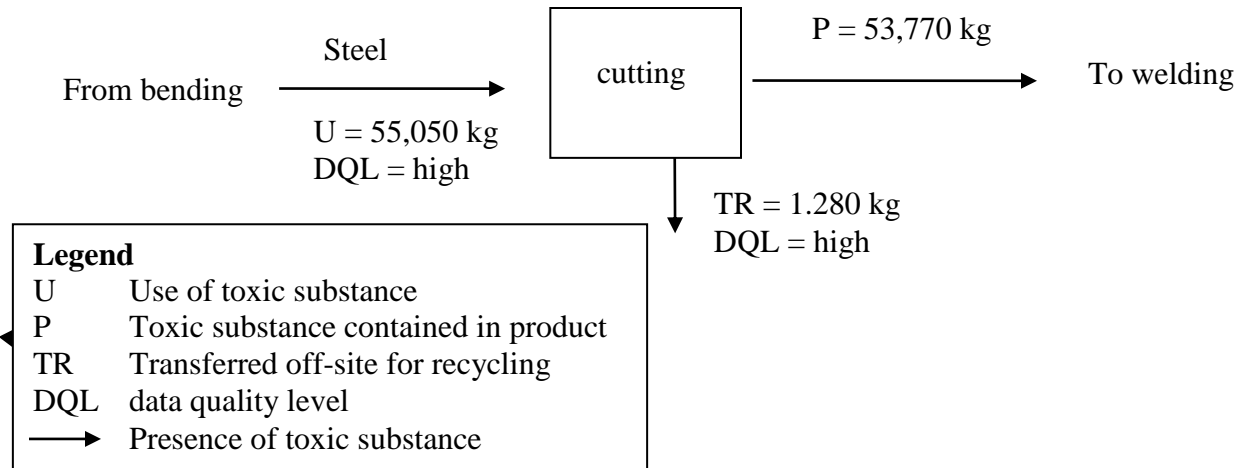 Steel
From bending
U = 55,050 kg
DQL = high
cutting
P = 53,770 kg
To welding
TR = 1.280 kg
DQL = high
Legend
U Use of toxic substance
P Toxic substance contained in product
TR Transferred off-site for recycling
DQL data quality level
Presence of toxic substance